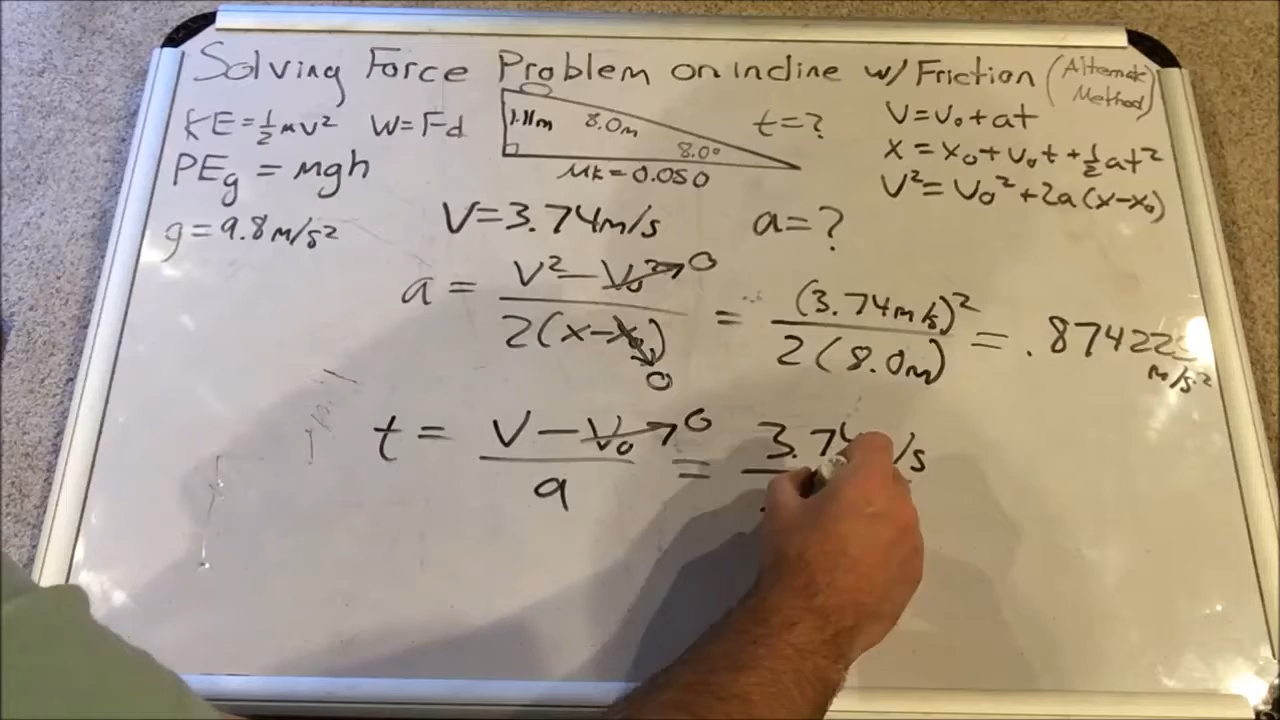 Solving Force Problem on incline w/ Friction (Alternate Method)
KE = ½mv² W = Fd
PEg = mgh
g = 9.8 m/s²
1.11m 8.0m
8.0°
μk = 0.050
t = ?
V = V₀ + at
x = x₀ + v₀t + ½at²
V² = V₀² + 2a(x-x₀)
V = 3.74 m/s a = ?
a = (V² - V₀² → 0) / 2(x - x₀ → 0) = (3.74 m/s)² / 2(8.0m) = .874225 m/s²
t = (V - V₀ → 0) / a = 3.74 /s